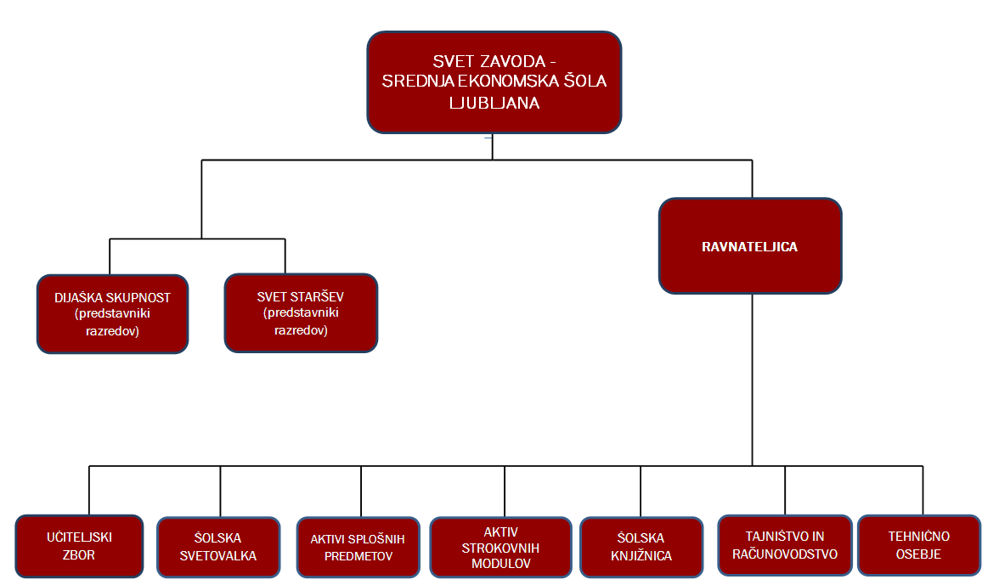 SVET ZAVODA -
SREDNJA EKONOMSKA ŠOLA
LJUBLJANA
RAVNATELJICA
DIJAŠKA SKUPNOST
(predstavniki
razredov)
SVET STARŠEV
(predstavniki
razredov)
UČITELJSKI
ZBOR
ŠOLSKA
SVETOVALKA
AKTIVI SPLOŠNIH
PREDMETOV
AKTIV
STROKOVNIH
MODULOV
ŠOLSKA
KNJIŽNICA
TAJNIŠTVO IN
RAČUNOVODSTVO
TEHNIČNO
OSEBJE